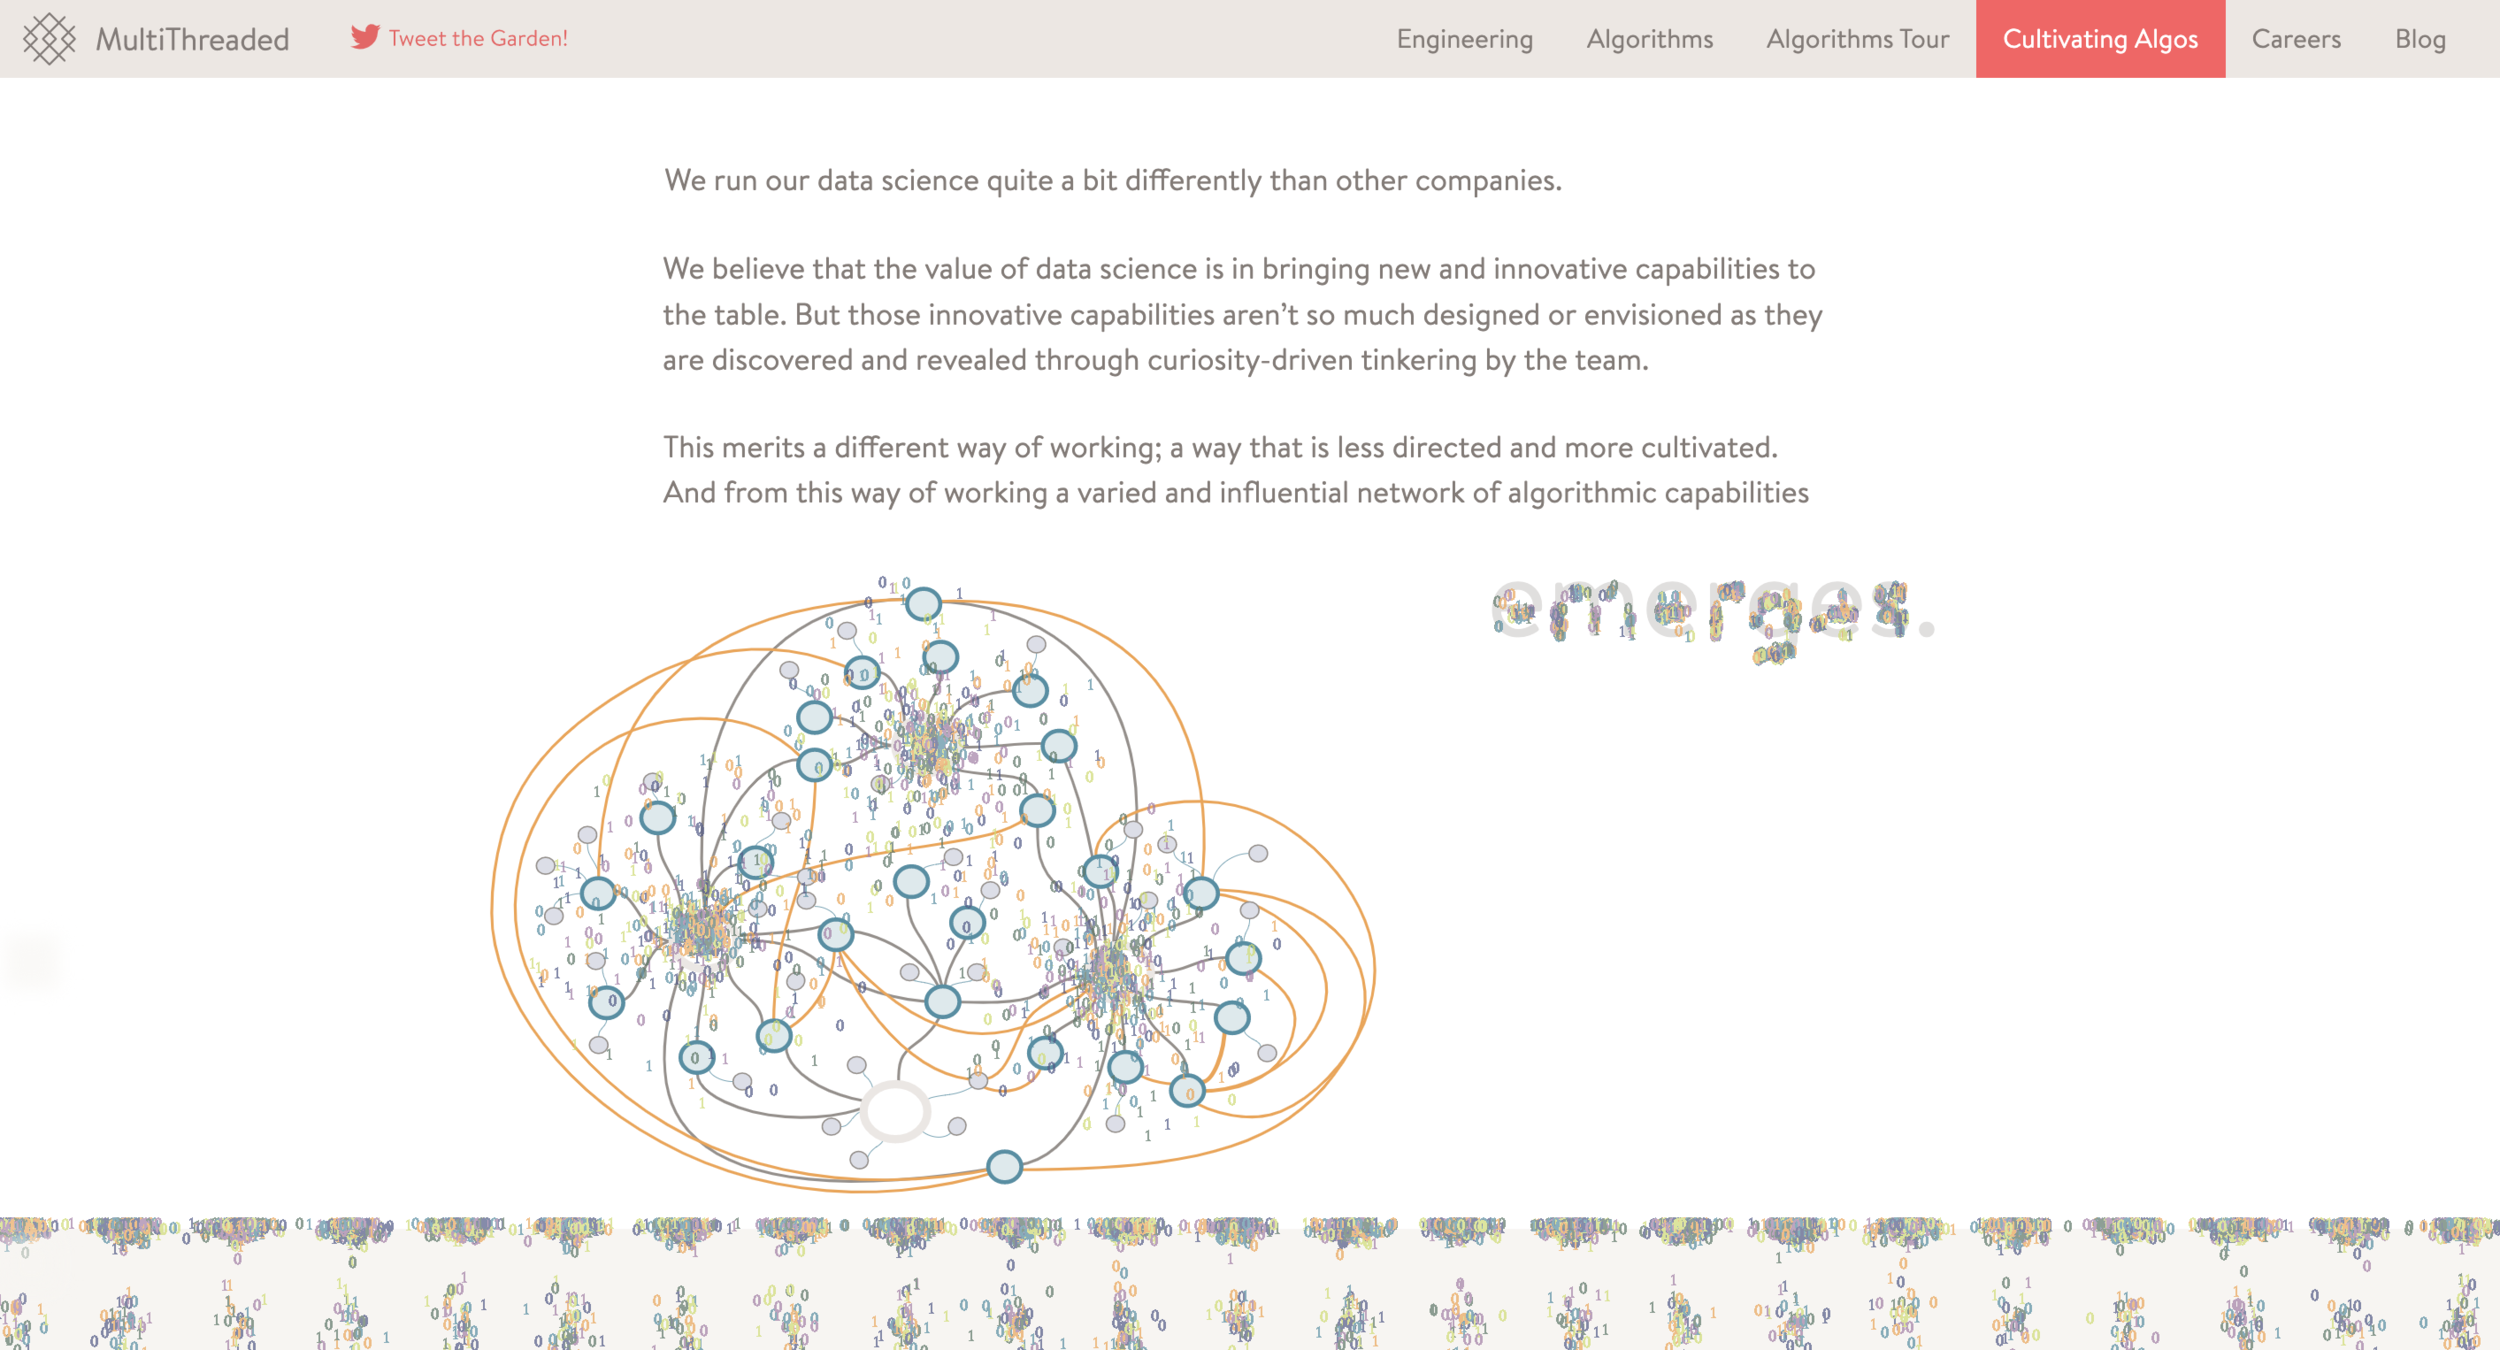 MultiThreaded
Tweet the Garden!
Engineering
Algorithms
Algorithms Tour
Cultivating Algos
Careers
Blog
We run our data science quite a bit differently than other companies.
We believe that the value of data science is in bringing new and innovative capabilities to
the table. But those innovative capabilities aren’t so much designed or envisioned as they
are discovered and revealed through curiosity-driven tinkering by the team.
This merits a different way of working; a way that is less directed and more cultivated.
And from this way of working a varied and influential network of algorithmic capabilities
emerges.